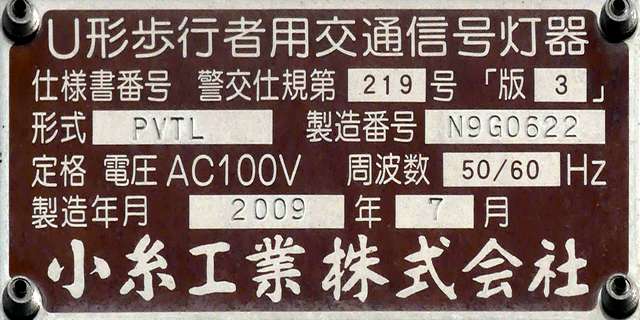 U形歩行者用交通信号灯器
仕様書番号 警交仕規第 219 号 「版 3 」
形式 PVTL 製造番号 N9G0622
定格 電圧 AC100V 周波数 50/60 Hz
製造年月 2009 年 7 月
小糸工業株式会社